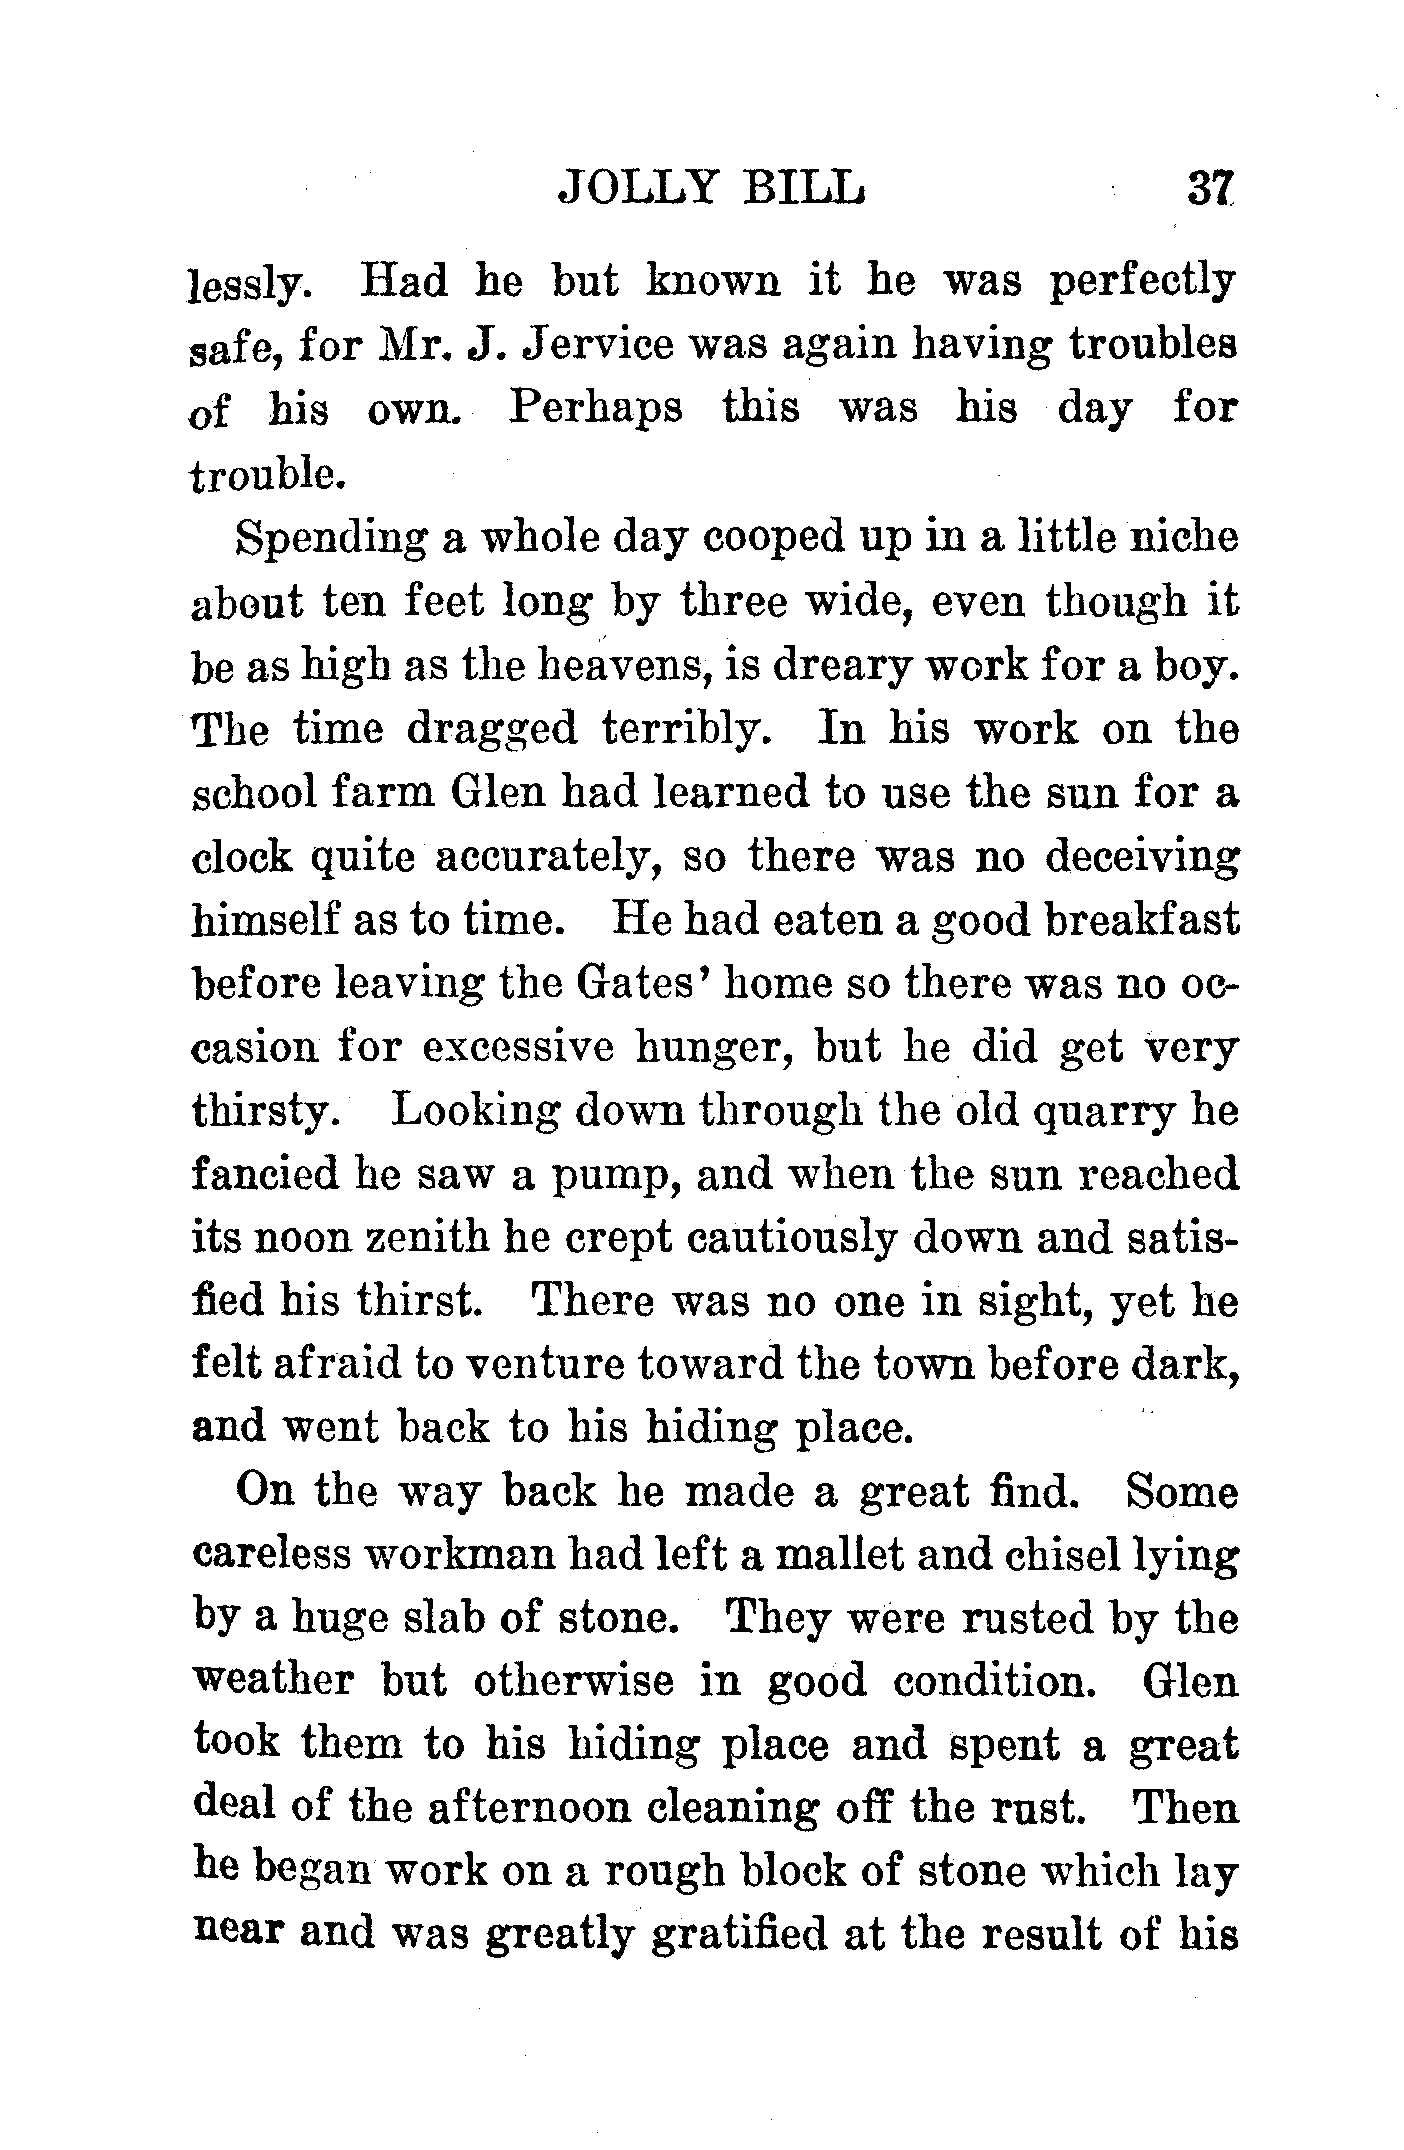 JOLLY BILL 37
lessly. Had he but known it he was perfectly
safe, for Mr. J. Jervice was again having troubles
of his own. Perhaps this was his day for
trouble.
Spending a whole day cooped up in a little niche
about ten feet long by three wide, even though it
be as high as the heavens, is dreary work for a boy.
The time dragged terribly. In his work on the
school farm Glen had learned to use the sun for a
clock quite accurately, so there was no deceiving
himself as to time. He had eaten a good breakfast
before leaving the Gates' home so there was no oc-
casion for excessive hunger, but he did get very
thirsty. Looking down through the old quarry he
fancied he saw a pump, and when the sun reached
its noon zenith he crept cautiously down and satis-
fied his thirst. There was no one in sight, yet he
felt afraid to venture toward the town before dark,
and went back to his hiding place.
On the way back he made a great find. Some
careless workman had left a mallet and chisel lying
by a huge slab of stone. They were rusted by the
weather but otherwise in good condition. Glen
took them to his hiding place and spent a great
deal of the afternoon cleaning off the rust. Then
he began work on a rough block of stone which lay
near and was greatly gratified at the result of his